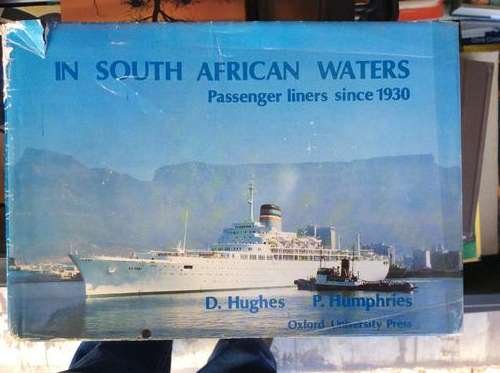 IN SOUTH AFRICAN WATERS
Passenger liners since 1930
D. Hughes P. Humphries
Oxford University Press